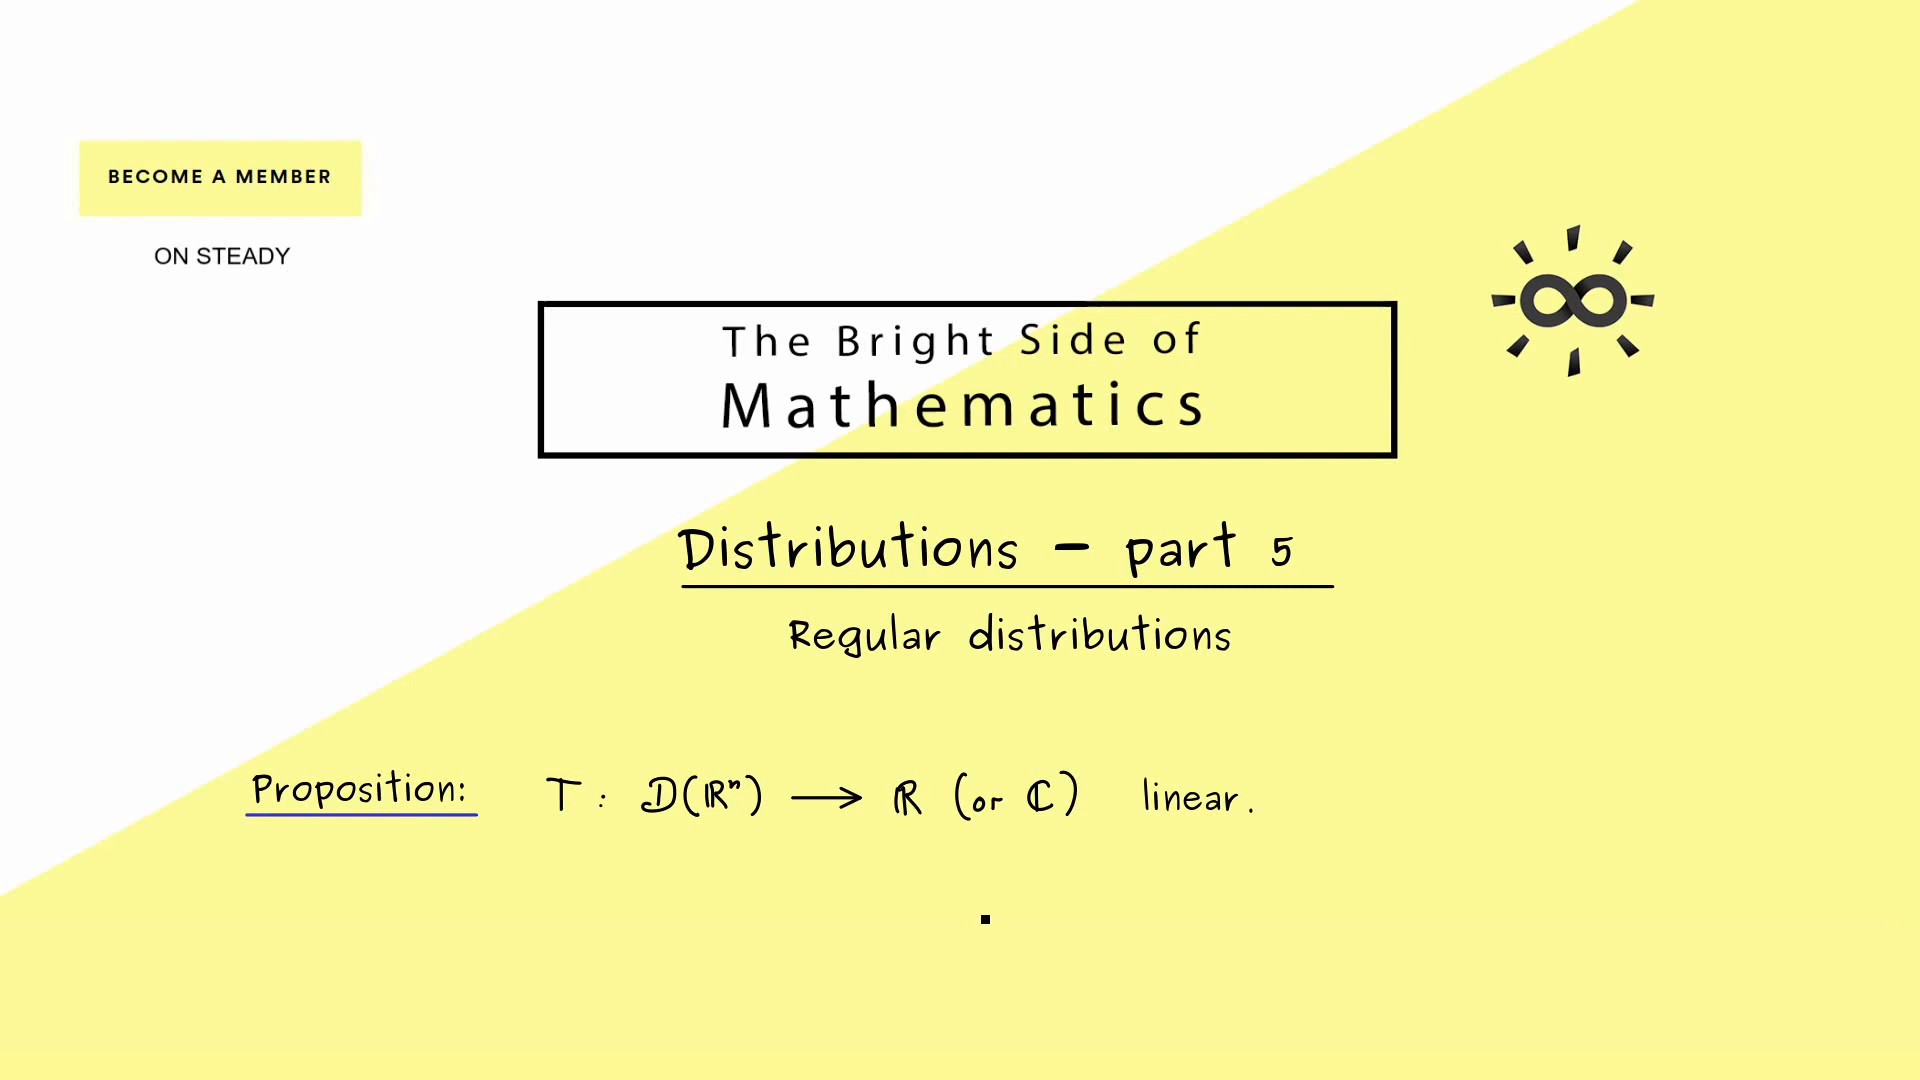 BECOME A MEMBER
ON STEADY
The Bright Side of
Mathematics
Distributions – part 5
Regular distributions
Proposition: T : 𝒟(ℝⁿ) ⟶ ℝ (or ℂ) linear.